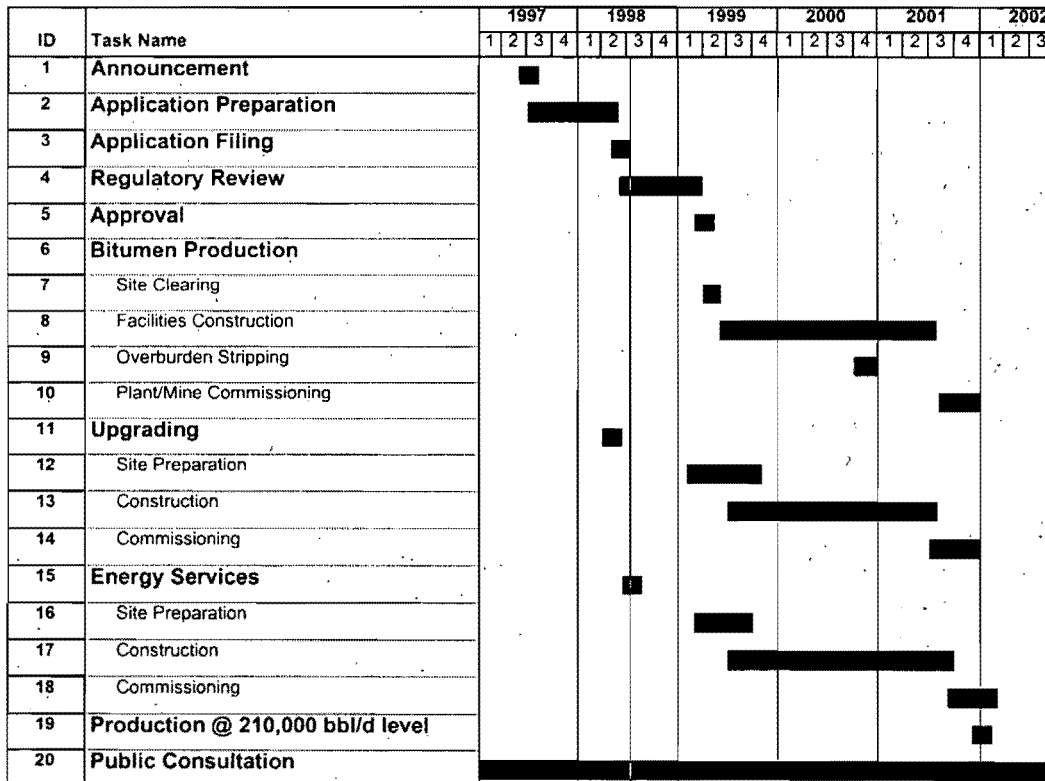 1997 1998 1999 2000 2001 2002
ID Task Name 1 2 3 4 1 2 3 4 1 2 3 4 1 2 3 4 1 2 3 4 1 2 3
1 Announcement
2 Application Preparation
3 Application Filing
4 Regulatory Review
5 Approval
6 Bitumen Production
7 Site Clearing
8 Facilities Construction
9 Overburden Stripping
10 Plant/Mine Commissioning
11 Upgrading
12 Site Preparation
13 Construction
14 Commissioning
15 Energy Services
16 Site Preparation
17 Construction
18 Commissioning
19 Production @ 210,000 bbl/d level
20 Public Consultation